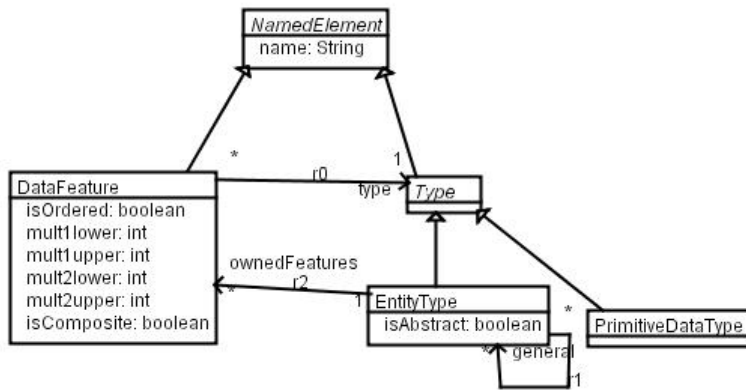 NamedElement
name: String
*
1
r0
type
Type
DataFeature
isOrdered: boolean
mult1lower: int
mult1upper: int
mult2lower: int
mult2upper: int
isComposite: boolean
ownedFeatures
r2
*
1
EntityType
isAbstract: boolean
*
*
general
r1
PrimitiveDataType